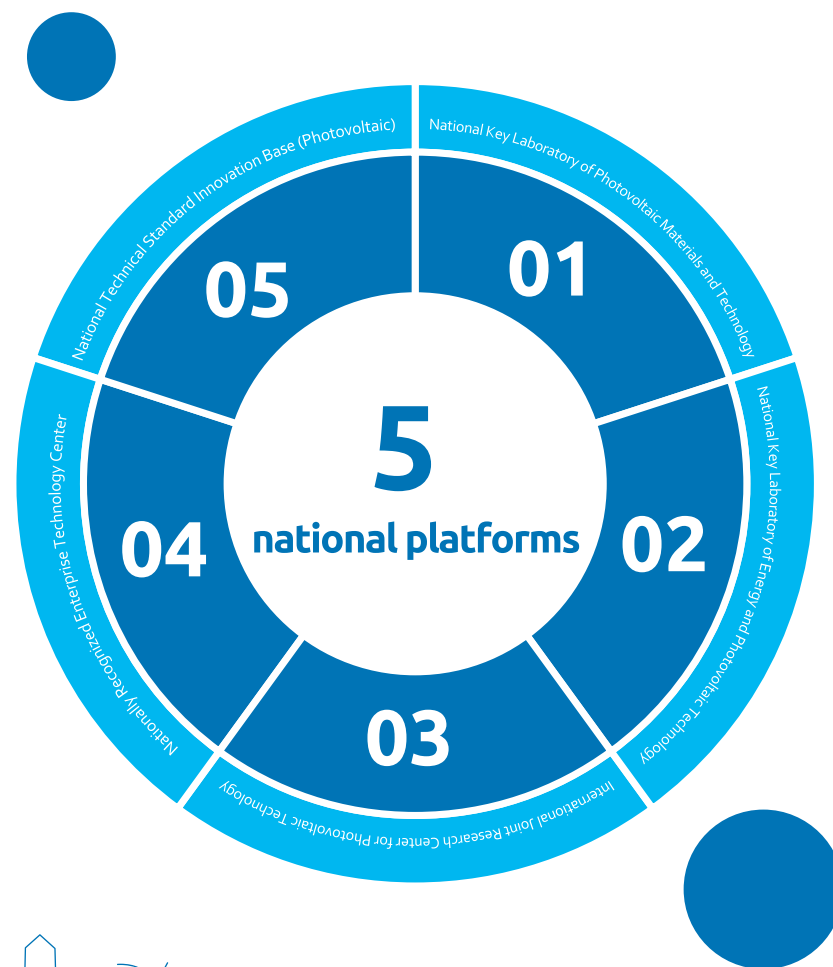 5
national platforms
01
National Key Laboratory of Photovoltaic Materials and Technology
02
National Key Laboratory of Energy and Photovoltaic Technology
03
International Joint Research Center for Photovoltaic Technology
04
Nationally Recognized Enterprise Technology Center
05
National Technical Standard Innovation Base (Photovoltaic)